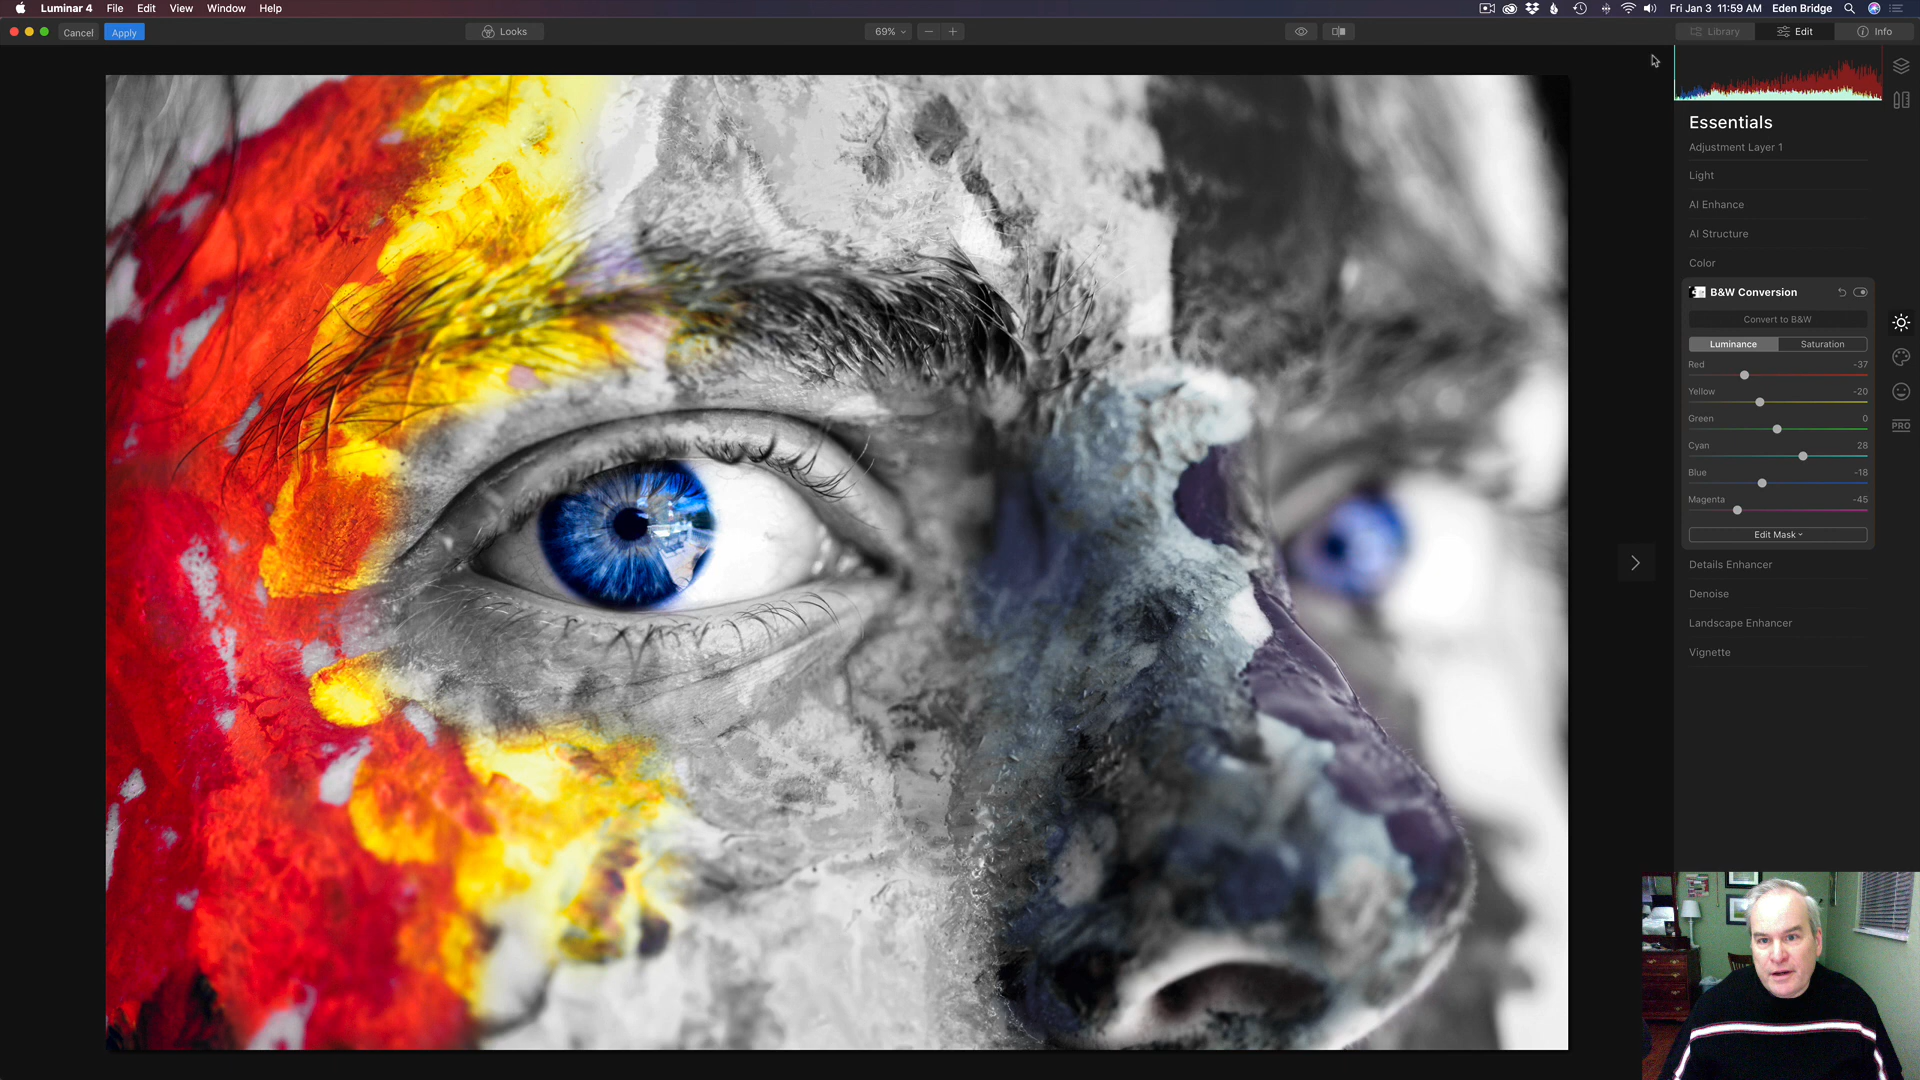 Luminar 4 File Edit View Window Help
Fri Jan 3 11:59 AM Eden Bridge
Cancel Apply
Looks
69%
Library Edit Info
Essentials
Adjustment Layer 1
Light
AI Enhance
AI Structure
Color
B&W Conversion
Convert to B&W
Luminance Saturation
Red -37
Yellow -20
Green 0
Cyan 28
Blue -18
Magenta -45
Edit Mask
PRO
Details Enhancer
Denoise
Landscape Enhancer
Vignette